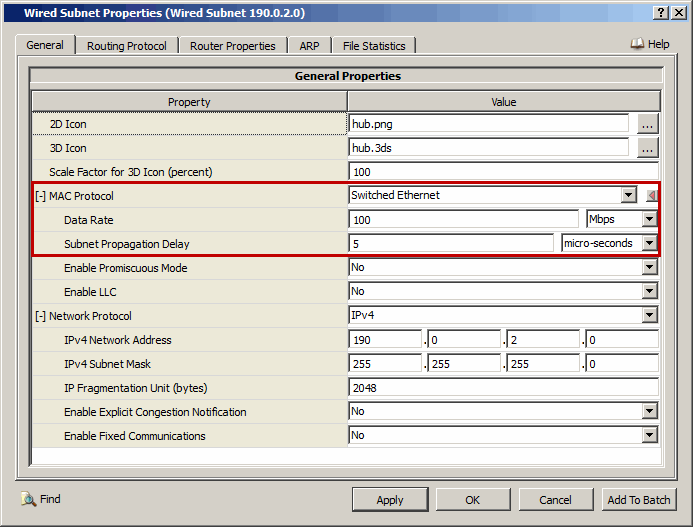 Wired Subnet Properties (Wired Subnet 190.0.2.0)
General Routing Protocol Router Properties ARP File Statistics Help
General Properties
Property Value
2D Icon hub.png ...
3D Icon hub.3ds ...
Scale Factor for 3D Icon (percent) 100
[-] MAC Protocol Switched Ethernet
Data Rate 100 Mbps
Subnet Propagation Delay 5 micro-seconds
Enable Promiscuous Mode No
Enable LLC No
[-] Network Protocol IPv4
IPv4 Network Address 190 . 0 . 2 . 0
IPv4 Subnet Mask 255 . 255 . 255 . 0
IP Fragmentation Unit (bytes) 2048
Enable Explicit Congestion Notification No
Enable Fixed Communications No
Find Apply OK Cancel Add To Batch